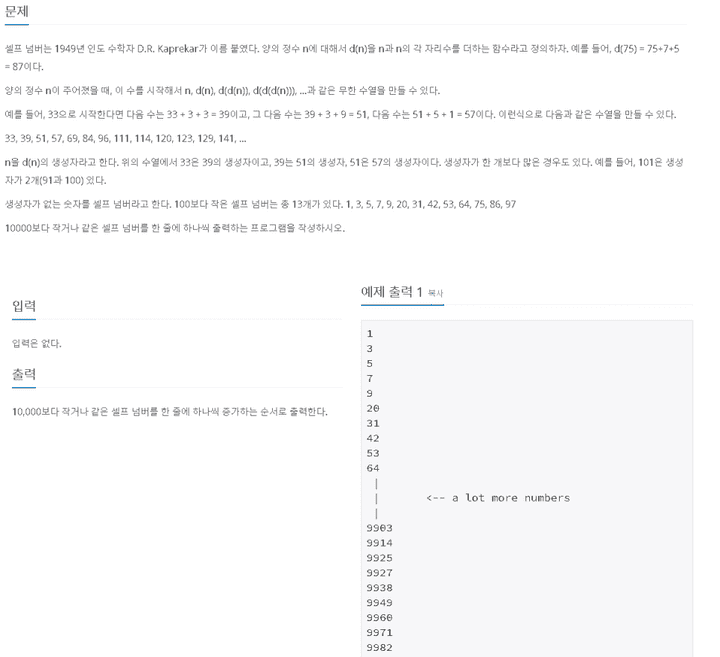 문제
셀프 넘버는 1949년 인도 수학자 D.R. Kaprekar가 이름 붙였다. 양의 정수 n에 대해서 d(n)을 n과 n의 각 자리수를 더하는 함수라고 정의하자. 예를 들어, d(75) = 75+7+5
= 87이다.
양의 정수 n이 주어졌을 때, 이 수를 시작해서 n, d(n), d(d(n)), d(d(d(n))), ...과 같은 무한 수열을 만들 수 있다.
예를 들어, 33으로 시작한다면 다음 수는 33 + 3 + 3 = 39이고, 그 다음 수는 39 + 3 + 9 = 51, 다음 수는 51 + 5 + 1 = 57이다. 이런식으로 다음과 같은 수열을 만들 수 있다.
33, 39, 51, 57, 69, 84, 96, 111, 114, 120, 123, 129, 141, ...
n을 d(n)의 생성자라고 한다. 위의 수열에서 33은 39의 생성자이고, 39는 51의 생성자, 51은 57의 생성자이다. 생성자가 한 개보다 많은 경우도 있다. 예를 들어, 101은 생성
자가 2개(91과 100) 있다.
생성자가 없는 숫자를 셀프 넘버라고 한다. 100보다 작은 셀프 넘버는 총 13개가 있다. 1, 3, 5, 7, 9, 20, 31, 42, 53, 64, 75, 86, 97
10000보다 작거나 같은 셀프 넘버를 한 줄에 하나씩 출력하는 프로그램을 작성하시오.
입력
입력은 없다.
출력
10,000보다 작거나 같은 셀프 넘버를 한 줄에 하나씩 증가하는 순서로 출력한다.
예제 출력 1 복사
1
3
5
7
9
20
31
42
53
64
|
| <-- a lot more numbers
|
9903
9914
9925
9927
9938
9949
9960
9971
9982